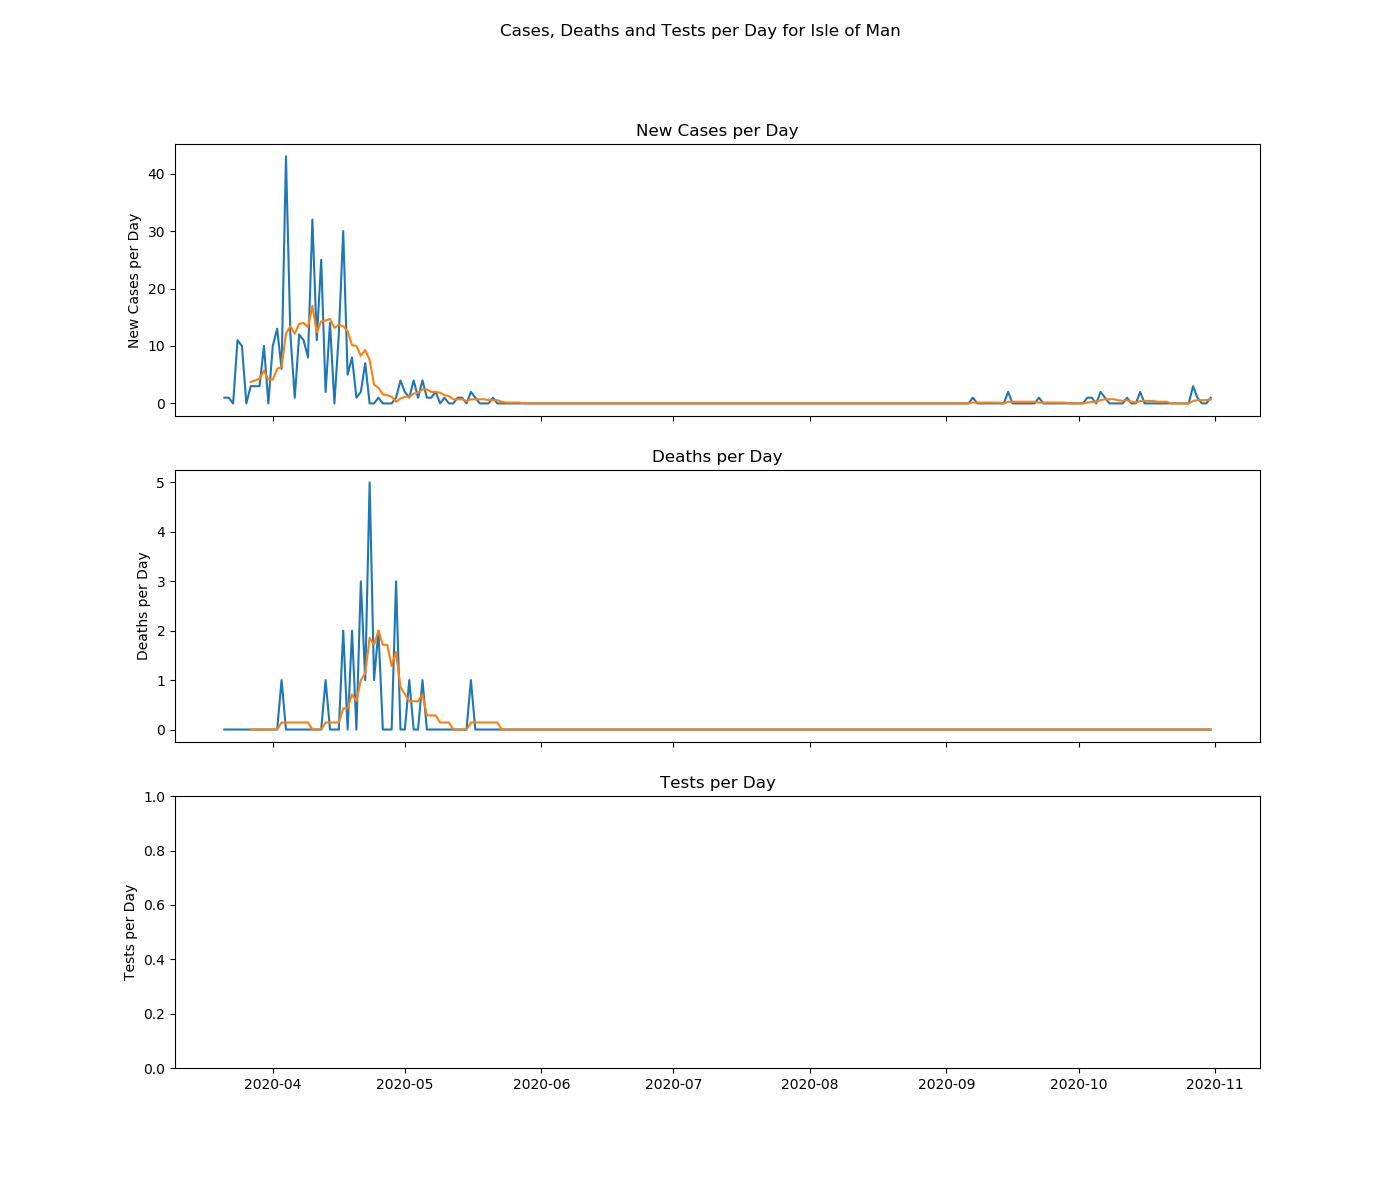 Cases, Deaths and Tests per Day for Isle of Man
New Cases per Day
New Cases per Day
40
30
20
10
0
Deaths per Day
Deaths per Day
5
4
3
2
1
0
Tests per Day
Tests per Day
1.0
0.8
0.6
0.4
0.2
0.0
2020-04 2020-05 2020-06 2020-07 2020-08 2020-09 2020-10 2020-11